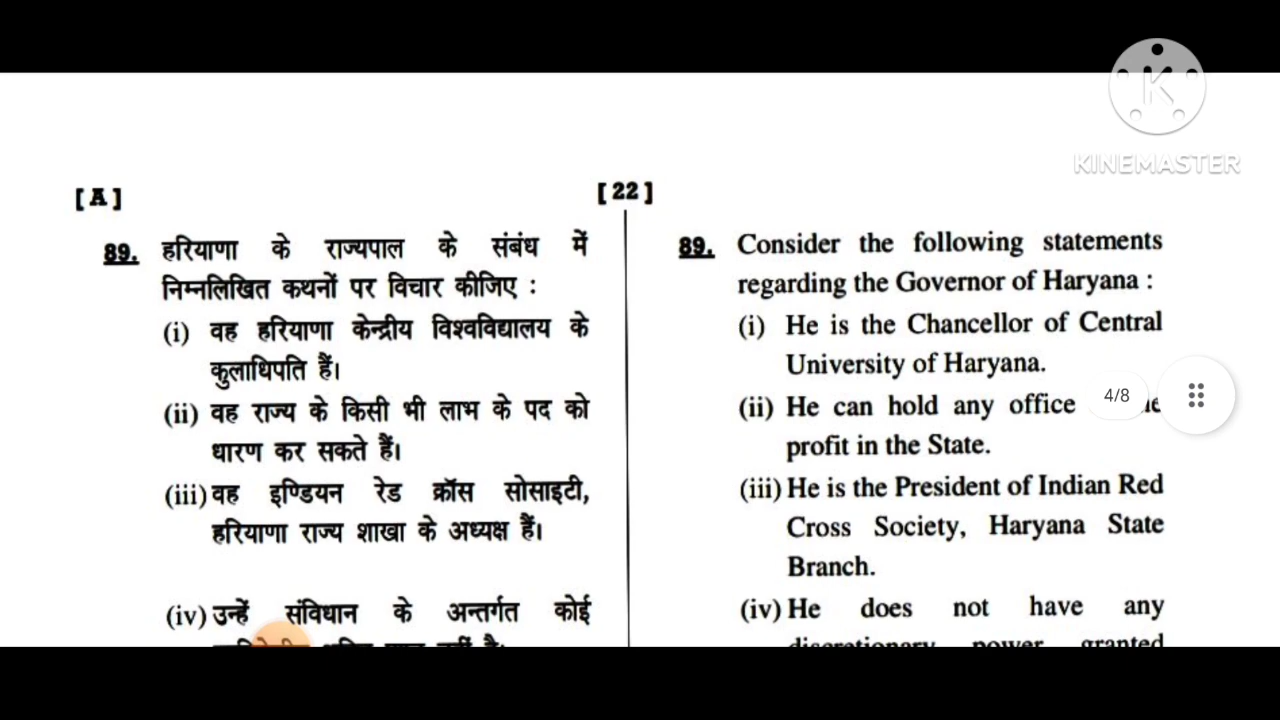 KINEMASTER
[ A ]
[ 22 ]
89. हरियाणा के राज्यपाल के संबंध में
निम्नलिखित कथनों पर विचार कीजिए :
(i) वह हरियाणा केन्द्रीय विश्वविद्यालय के
कुलाधिपति हैं।
(ii) वह राज्य के किसी भी लाभ के पद को
धारण कर सकते हैं।
(iii) वह इण्डियन रेड क्रॉस सोसाइटी,
हरियाणा राज्य शाखा के अध्यक्ष हैं।
(iv) उन्हें संविधान के अन्तर्गत कोई
89. Consider the following statements
regarding the Governor of Haryana :
(i) He is the Chancellor of Central
University of Haryana.
(ii) He can hold any office
profit in the State.
(iii) He is the President of Indian Red
Cross Society, Haryana State
Branch.
(iv) He does not have any
discretionary power granted
4/8